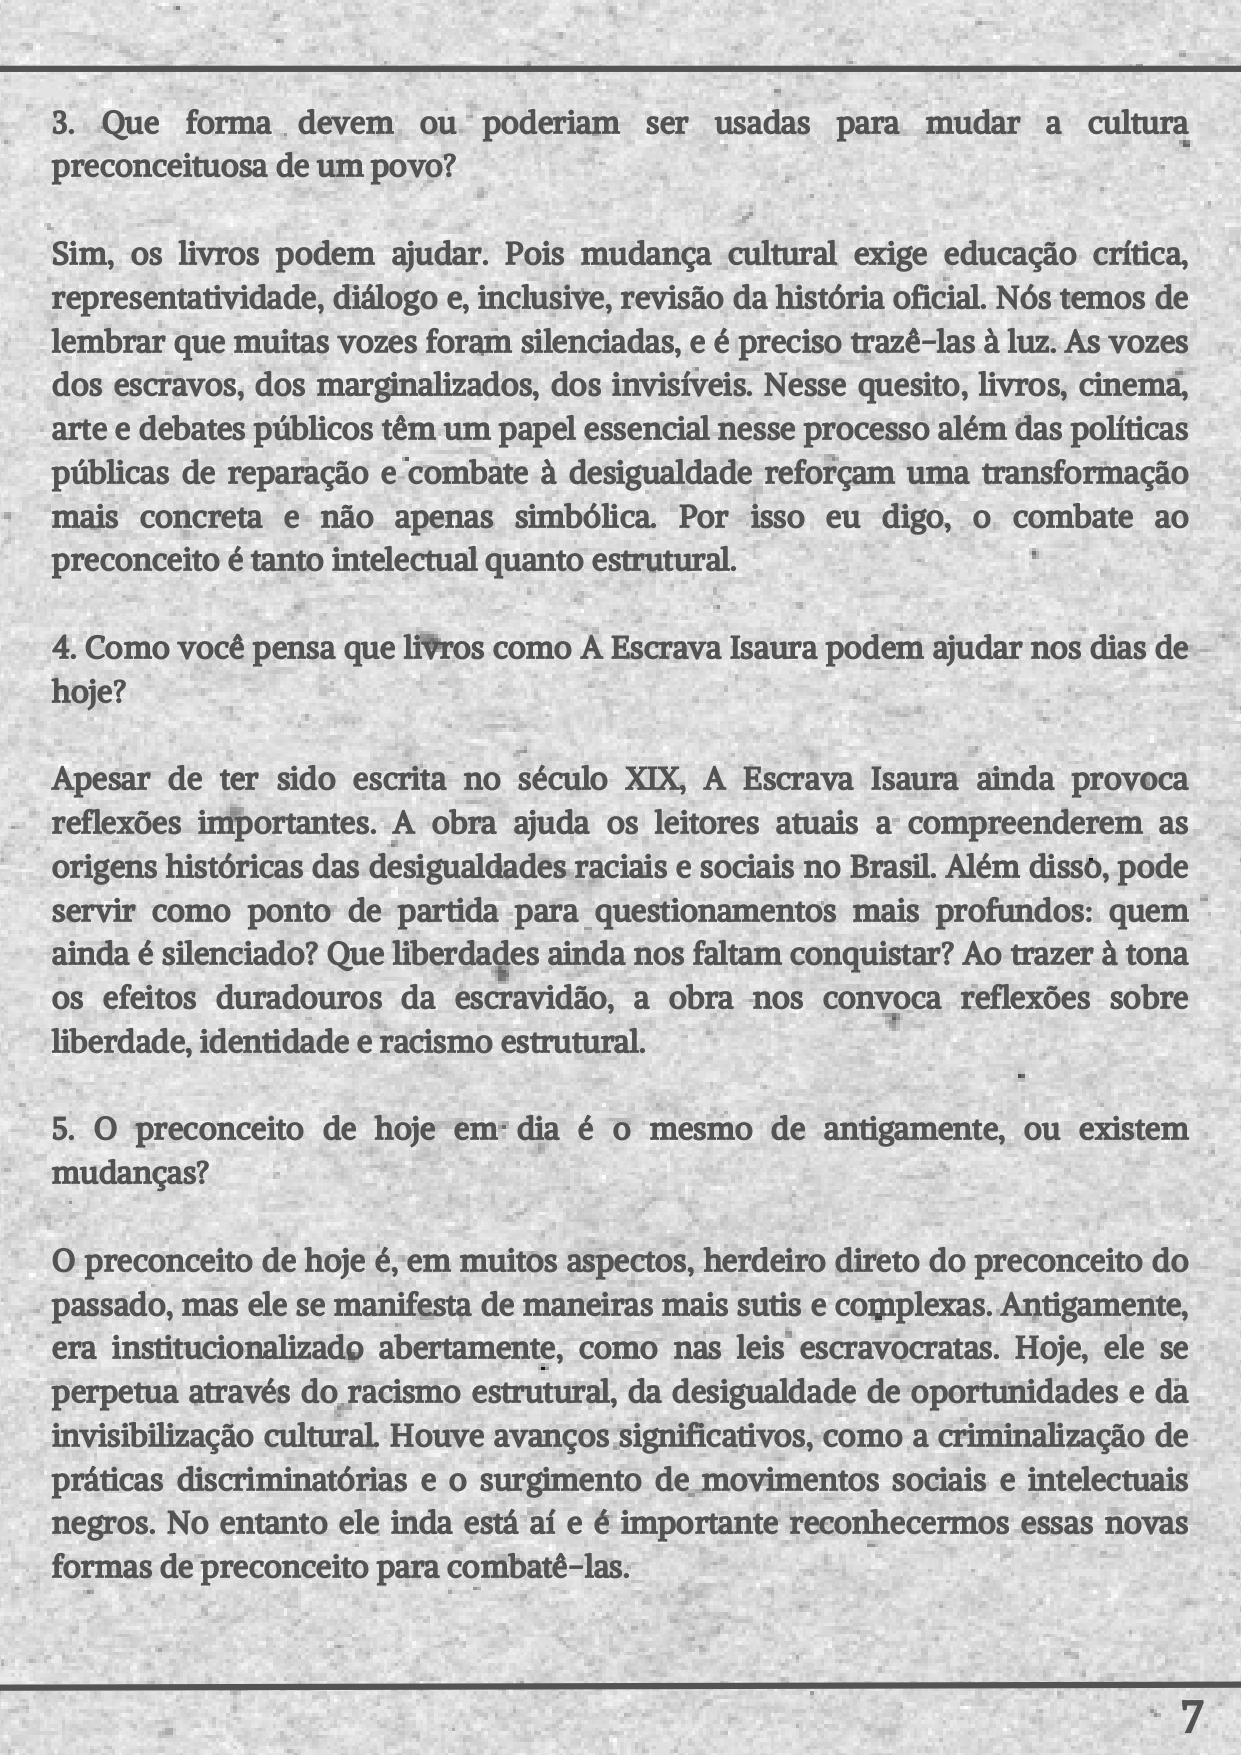 3. Que forma devem ou poderiam ser usadas para mudar a cultura
preconceituosa de um povo?
Sim, os livros podem ajudar. Pois mudança cultural exige educação crítica,
representatividade, diálogo e, inclusive, revisão da história oficial. Nós temos de
lembrar que muitas vozes foram silenciadas, e é preciso trazê-las à luz. As vozes
dos escravos, dos marginalizados, dos invisíveis. Nesse quesito, livros, cinema,
arte e debates públicos têm um papel essencial nesse processo além das políticas
públicas de reparação e combate à desigualdade reforçam uma transformação
mais concreta e não apenas simbólica. Por isso eu digo, o combate ao
preconceito é tanto intelectual quanto estrutural.
4. Como você pensa que livros como A Escrava Isaura podem ajudar nos dias de
hoje?
Apesar de ter sido escrita no século XIX, A Escrava Isaura ainda provoca
reflexões importantes. A obra ajuda os leitores atuais a compreenderem as
origens históricas das desigualdades raciais e sociais no Brasil. Além disso, pode
servir como ponto de partida para questionamentos mais profundos: quem
ainda é silenciado? Que liberdades ainda nos faltam conquistar? Ao trazer à tona
os efeitos duradouros da escravidão, a obra nos convoca reflexões sobre
liberdade, identidade e racismo estrutural.
5. O preconceito de hoje em dia é o mesmo de antigamente, ou existem
mudanças?
O preconceito de hoje é, em muitos aspectos, herdeiro direto do preconceito do
passado, mas ele se manifesta de maneiras mais sutis e complexas. Antigamente,
era institucionalizado abertamente, como nas leis escravocratas. Hoje, ele se
perpetua através do racismo estrutural, da desigualdade de oportunidades e da
invisibilização cultural. Houve avanços significativos, como a criminalização de
práticas discriminatórias e o surgimento de movimentos sociais e intelectuais
negros. No entanto ele inda está aí e é importante reconhecermos essas novas
formas de preconceito para combatê-las.
7